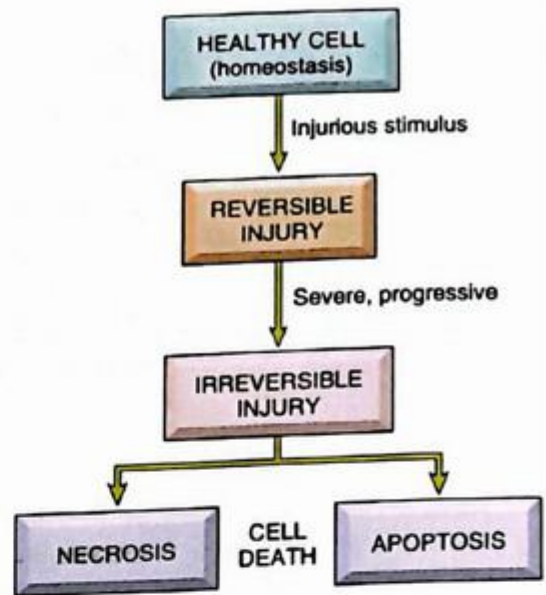 HEALTHY CELL
(homeostasis)
Injurious stimulus
REVERSIBLE
INJURY
Severe, progressive
IRREVERSIBLE
INJURY
NECROSIS
CELL
DEATH
APOPTOSIS